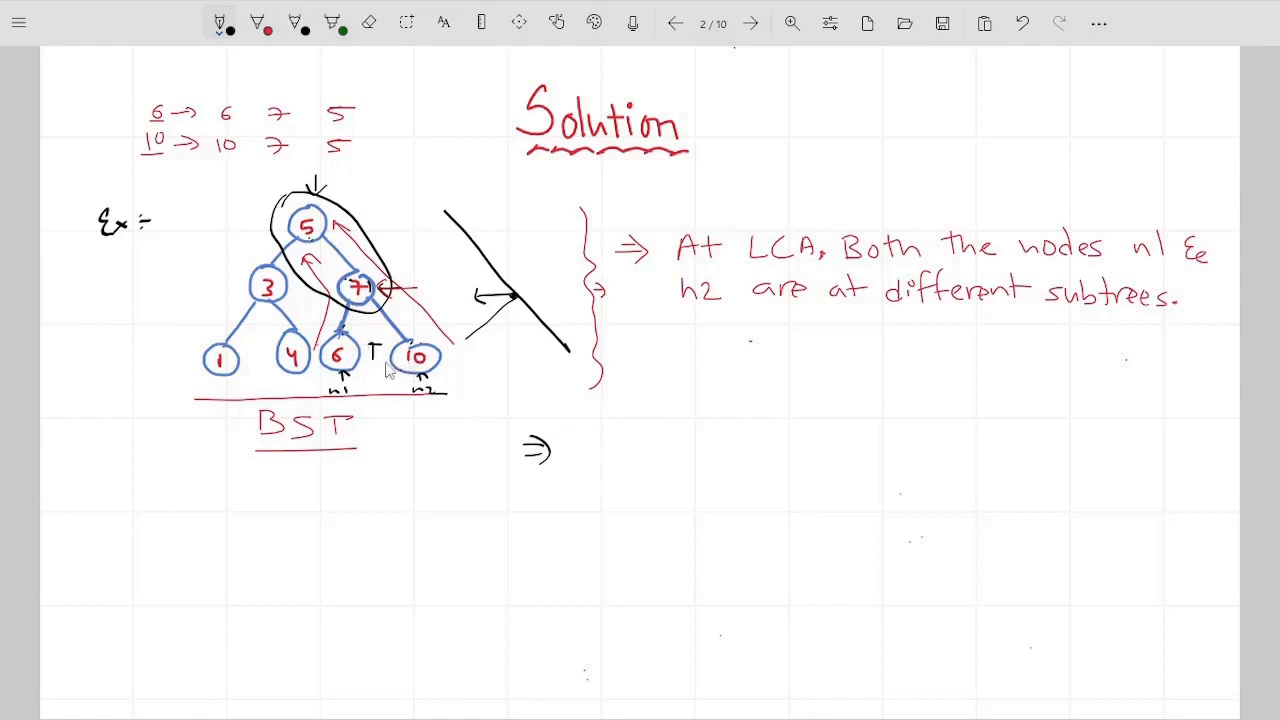 2 / 10
Solution
6 → 6 7 5
10 → 10 7 5
Ex :-
5
3 7
1 4 6 T 10
n1 n2
BST
⇒ At LCA, Both the nodes n1 &
n2 are at different subtrees.
⇒